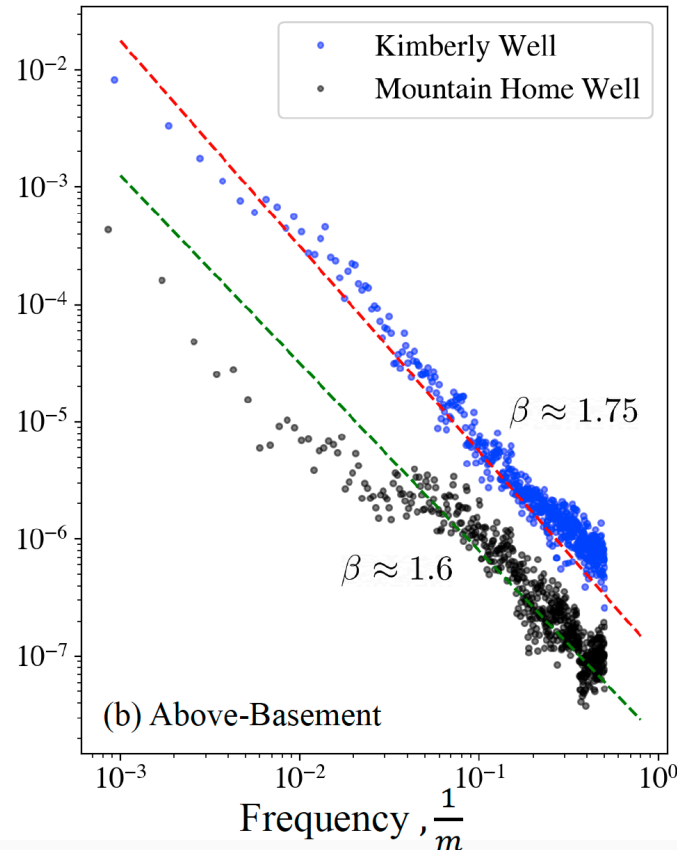 Kimberly Well
Mountain Home Well
10⁻²
10⁻³
10⁻⁴
10⁻⁵
10⁻⁶
10⁻⁷
β ≈ 1.75
β ≈ 1.6
(b) Above-Basement
10⁻³ 10⁻² 10⁻¹ 10⁰
Frequency , 1/m